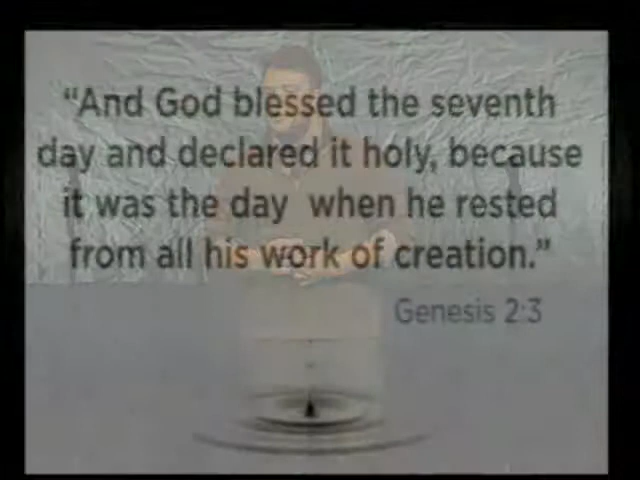 “And God blessed the seventh
day and declared it holy, because
it was the day when he rested
from all his work of creation.”
Genesis 2:3